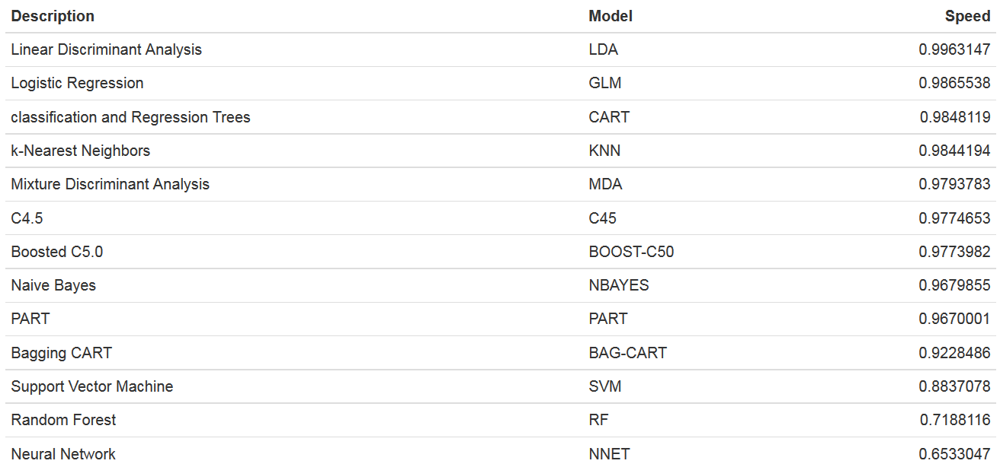 Description Model Speed
Linear Discriminant Analysis LDA 0.9963147
Logistic Regression GLM 0.9865538
classification and Regression Trees CART 0.9848119
k-Nearest Neighbors KNN 0.9844194
Mixture Discriminant Analysis MDA 0.9793783
C4.5 C45 0.9774653
Boosted C5.0 BOOST-C50 0.9773982
Naive Bayes NBAYES 0.9679855
PART PART 0.9670001
Bagging CART BAG-CART 0.9228486
Support Vector Machine SVM 0.8837078
Random Forest RF 0.7188116
Neural Network NNET 0.6533047